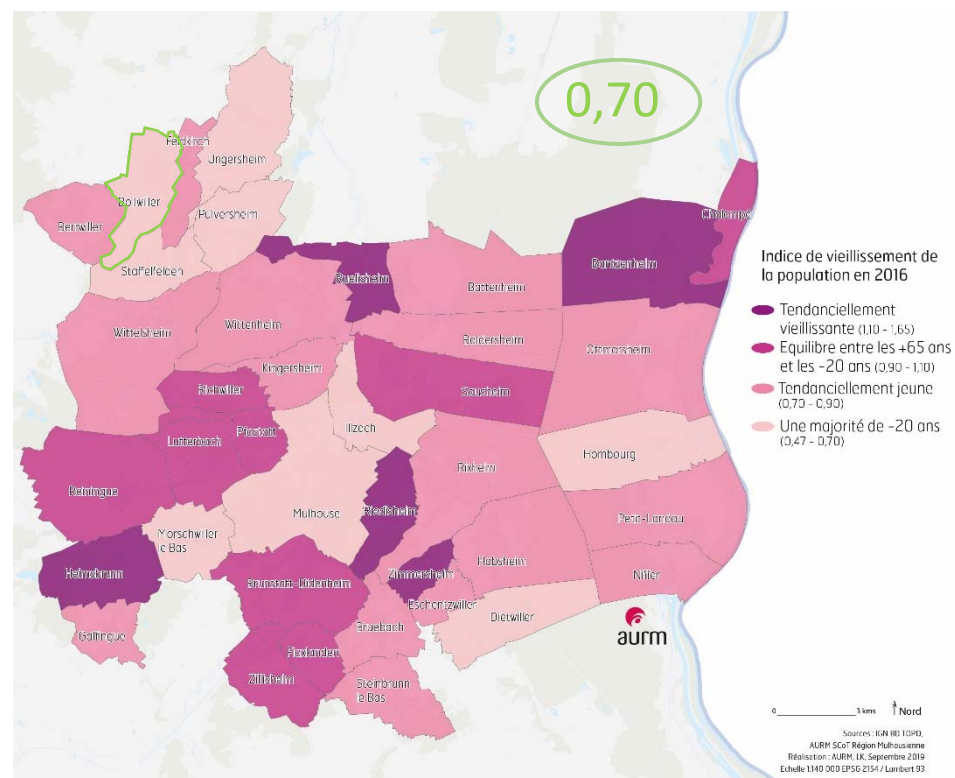 0,70
Feldkirch
Ungersheim
Bollwiller
Berrwiller
Pulversheim
Staffelfelden
Chalampé
Bantzenheim
Ruelisheim
Battenheim
Wittelsheim
Wittenheim
Baldersheim
Ottmarsheim
Kingersheim
Richwiller
Sausheim
Illzach
Pfastatt
Lutterbach
Hombourg
Rixheim
Reiningue
Mulhouse
Riedisheim
Petit-Landau
Morschwiller
le Bas
Heimsbrunn
Habsheim
Zimmersheim
Niffer
Brunstatt-Didenheim
Eschentzwiller
Dietwiller
Galfingue
Bruebach
Flaxlanden
Zillisheim
Steinbrunn
le Bas
aurm
Indice de vieillissement de
la population en 2016
Tendanciellement
vieillissante (1,10 - 1,65)
Equilibre entre les +65 ans
et les -20 ans (0,90 - 1,10)
Tendanciellement jeune
(0,70 - 0,90)
Une majorité de -20 ans
(0,47 - 0,70)
0 3 kms Nord
Sources : IGN BD TOPO,
AURM SCoT Région Mulhousienne
Réalisation : AURM, LK, Septembre 2019
Echelle 1:140 000 EPSG 2154 / Lambert 93